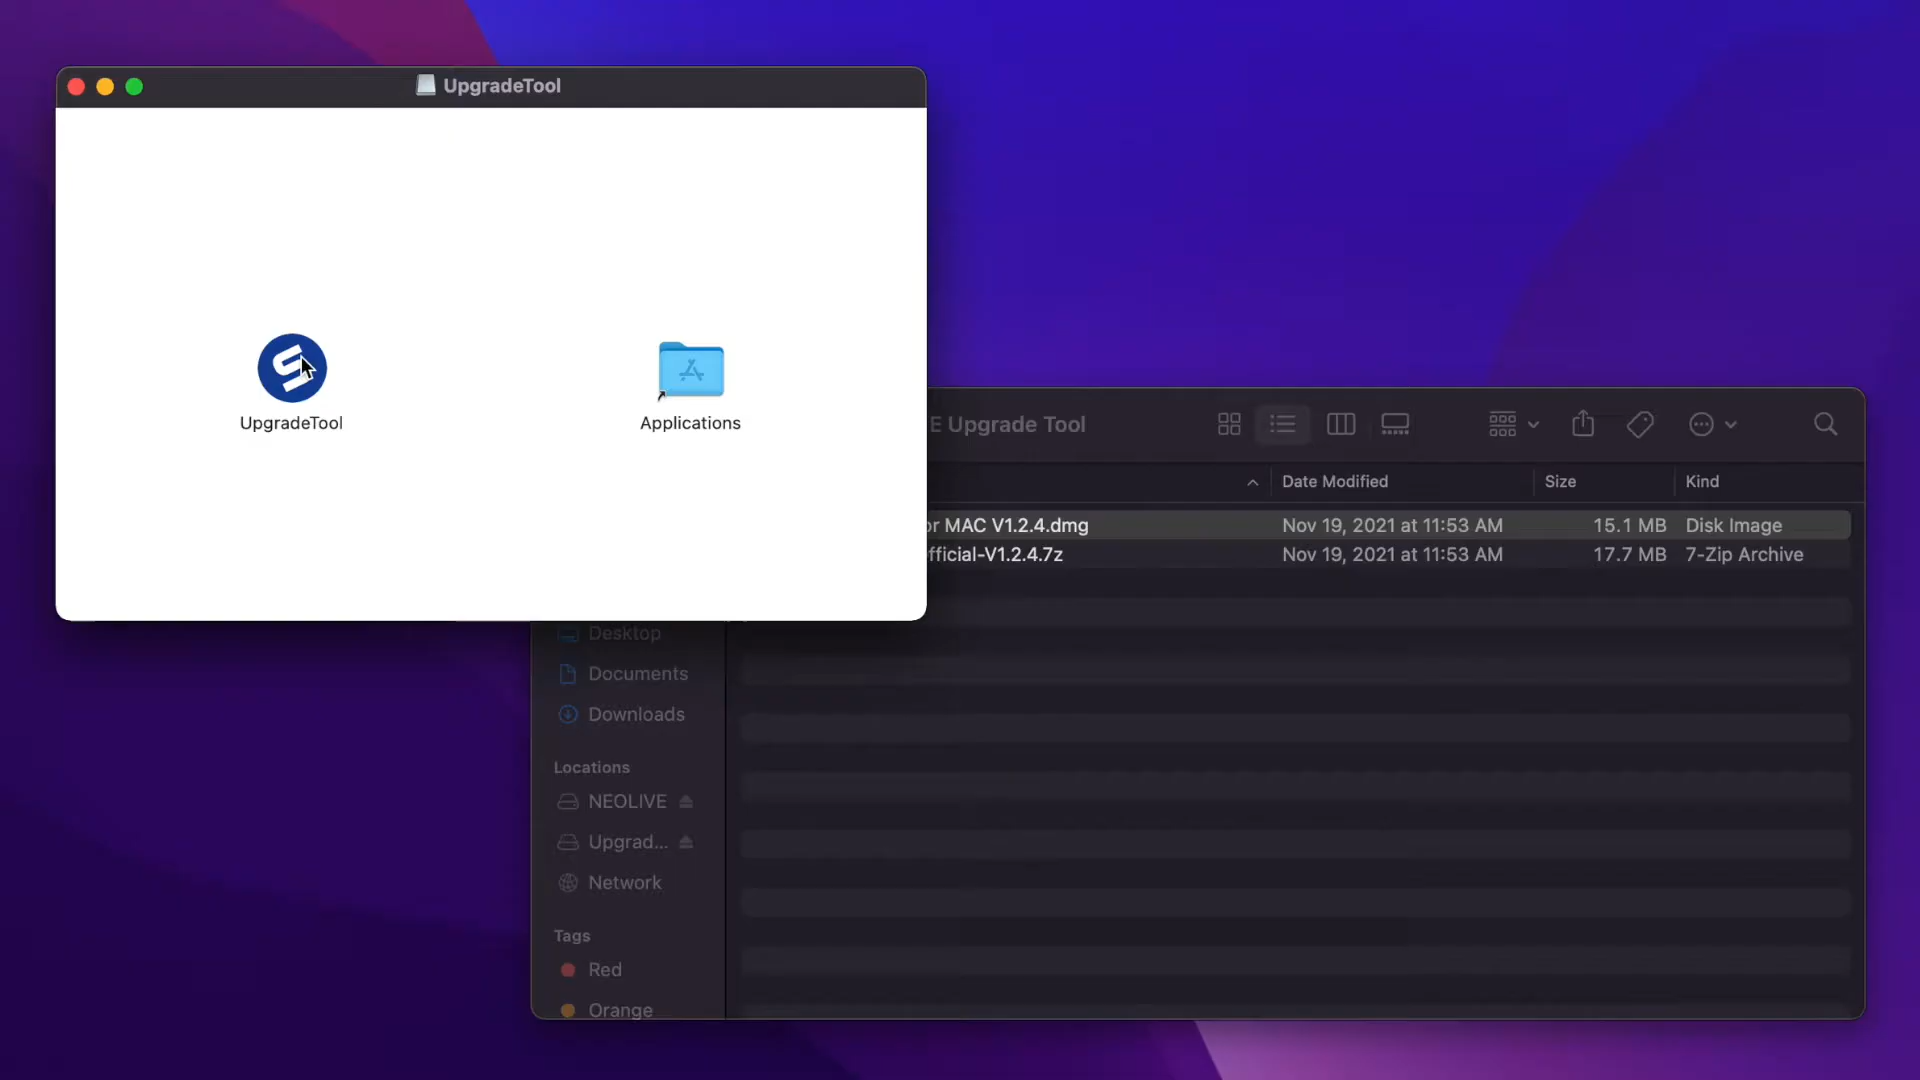 UpgradeTool
UpgradeTool
Applications
E Upgrade Tool
Date Modified
Size
Kind
or MAC V1.2.4.dmg
Nov 19, 2021 at 11:53 AM
15.1 MB
Disk Image
fficial-V1.2.4.7z
Nov 19, 2021 at 11:53 AM
17.7 MB
7-Zip Archive
Desktop
Documents
Downloads
Locations
NEOLIVE
Upgrad...
Network
Tags
Red
Orange